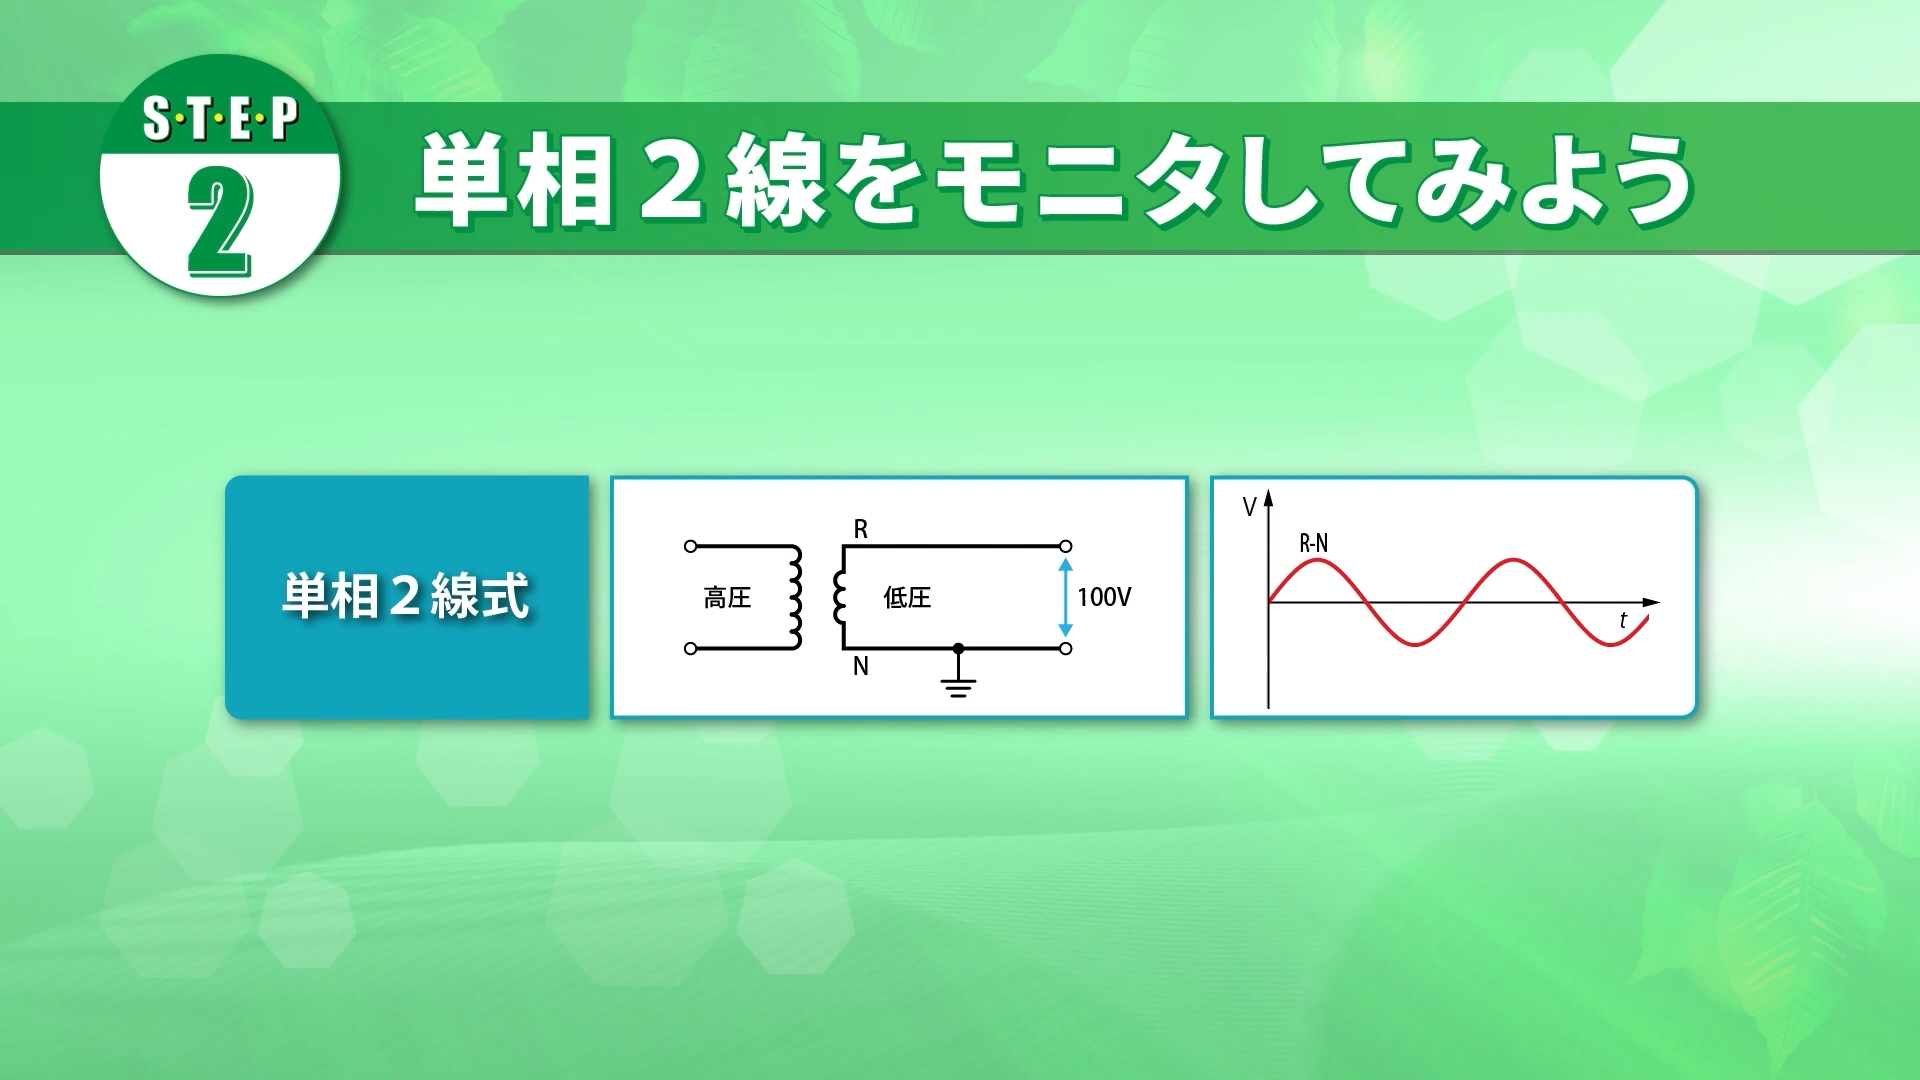 S・T・E・P
2
単相２線をモニタしてみよう
単相２線式
R
高圧
低圧
100V
N
V
R-N
t